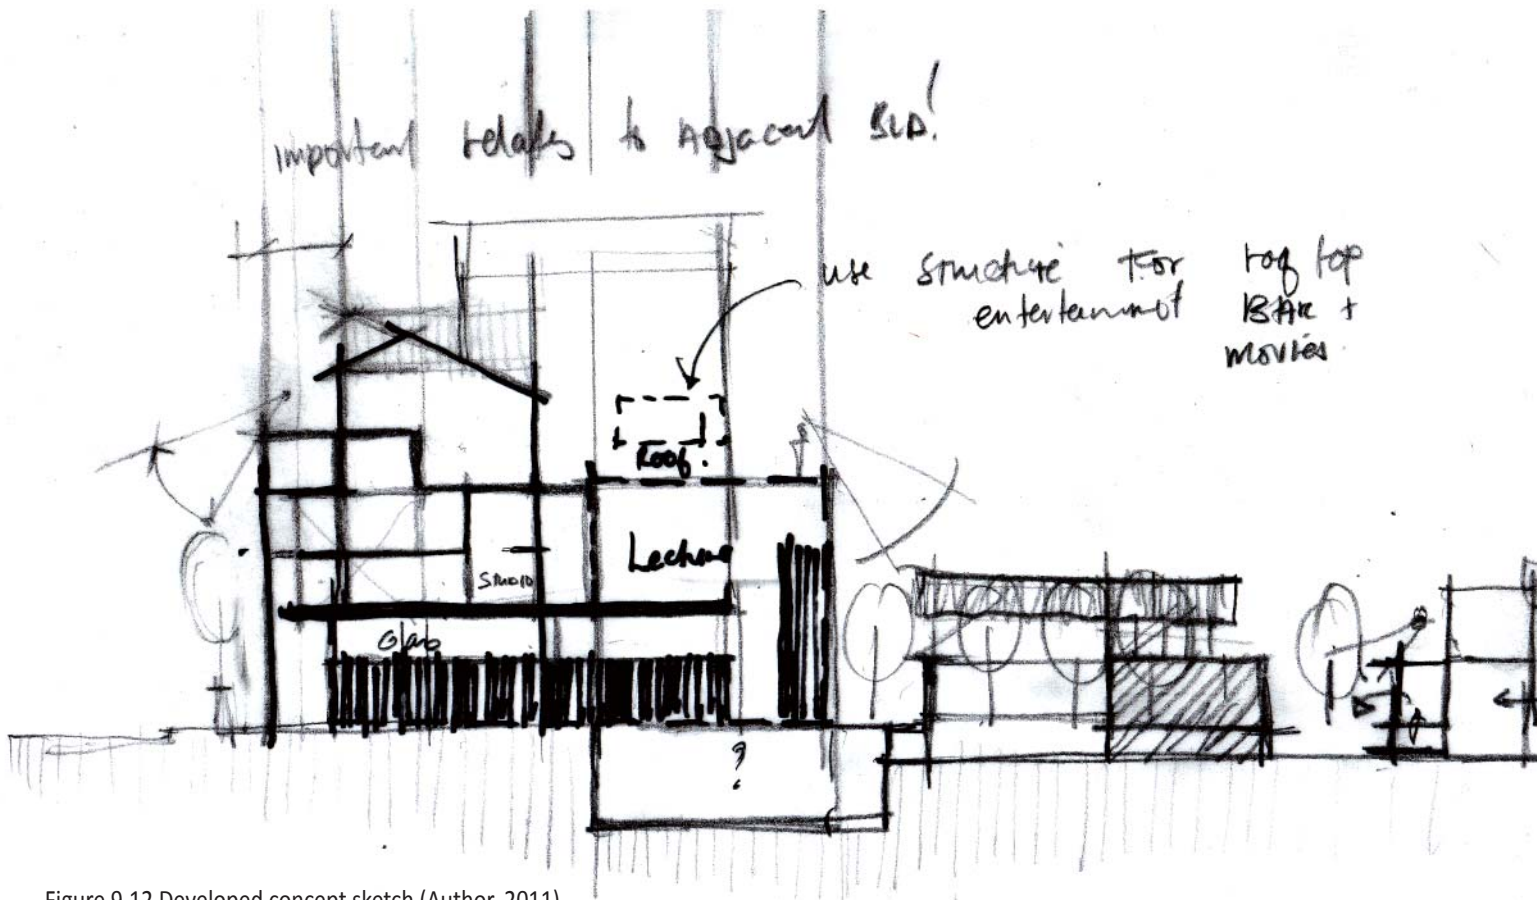 important relates to Adjacent BLD!
use structure for roof top
entertainment BAR +
movies
Roof.
Lecture
STUDIO
Glass
?
Figure 9.12 Developed concept sketch (Author, 2011)